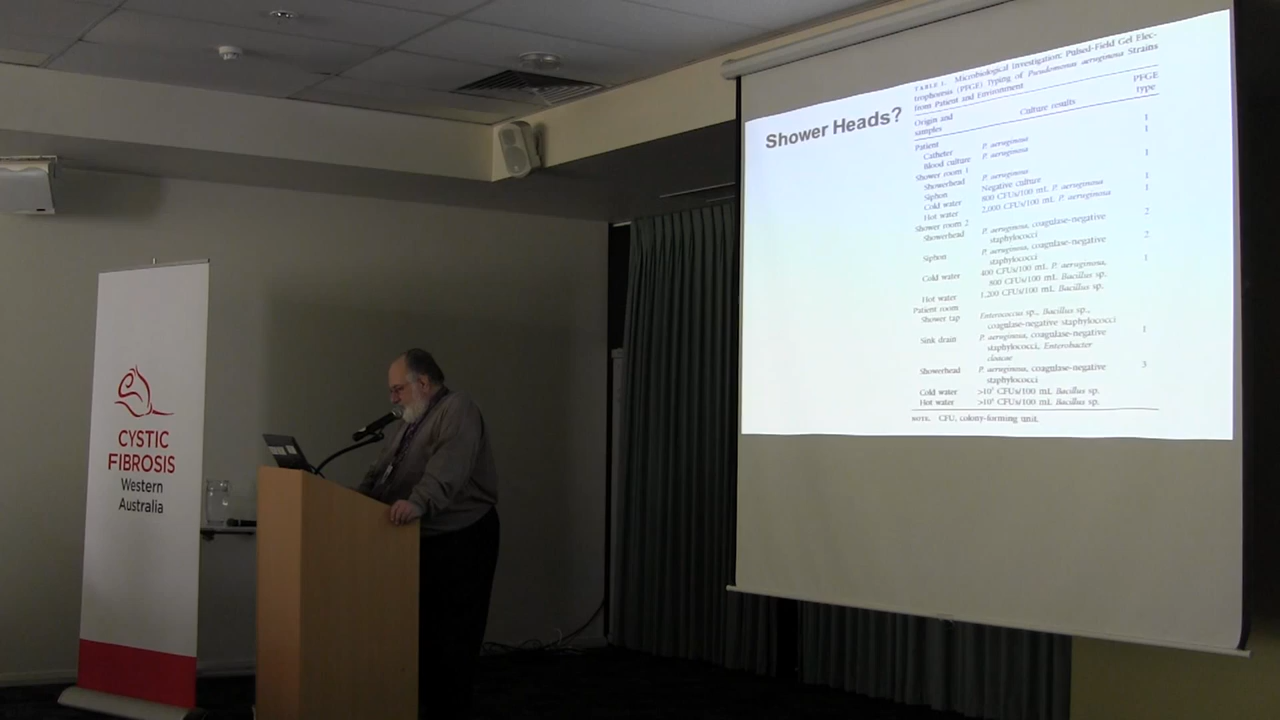 CYSTIC
FIBROSIS
Western
Australia
Shower Heads?
TABLE 1. Microbiological Investigation: Pulsed-Field Gel Elec-
trophoresis (PFGE) Typing of Pseudomonas aeruginosa Strains
from Patient and Environment
Origin and samples Culture results PFGE type
Patient
Catheter P. aeruginosa 1
Blood culture P. aeruginosa 1
Shower room 1
Showerhead P. aeruginosa 1
Siphon Negative culture
Cold water 800 CFUs/100 mL P. aeruginosa 1
Hot water 2,000 CFUs/100 mL P. aeruginosa 1
Shower room 2
Showerhead P. aeruginosa, coagulase-negative 2
staphylococci
Siphon P. aeruginosa, coagulase-negative 2
staphylococci
Cold water 400 CFUs/100 mL P. aeruginosa, 1
800 CFUs/100 mL Bacillus sp.
Hot water 1,200 CFUs/100 mL Bacillus sp.
Patient room
Shower tap Enterococcus sp., Bacillus sp.,
coagulase-negative staphylococci
Sink drain P. aeruginosa, coagulase-negative 1
staphylococci, Enterobacter
cloacae
Showerhead P. aeruginosa, coagulase-negative 3
staphylococci
Cold water CFUs/100 mL Bacillus sp.
Hot water CFUs/100 mL Bacillus sp.
NOTE. CFU, colony-forming unit.